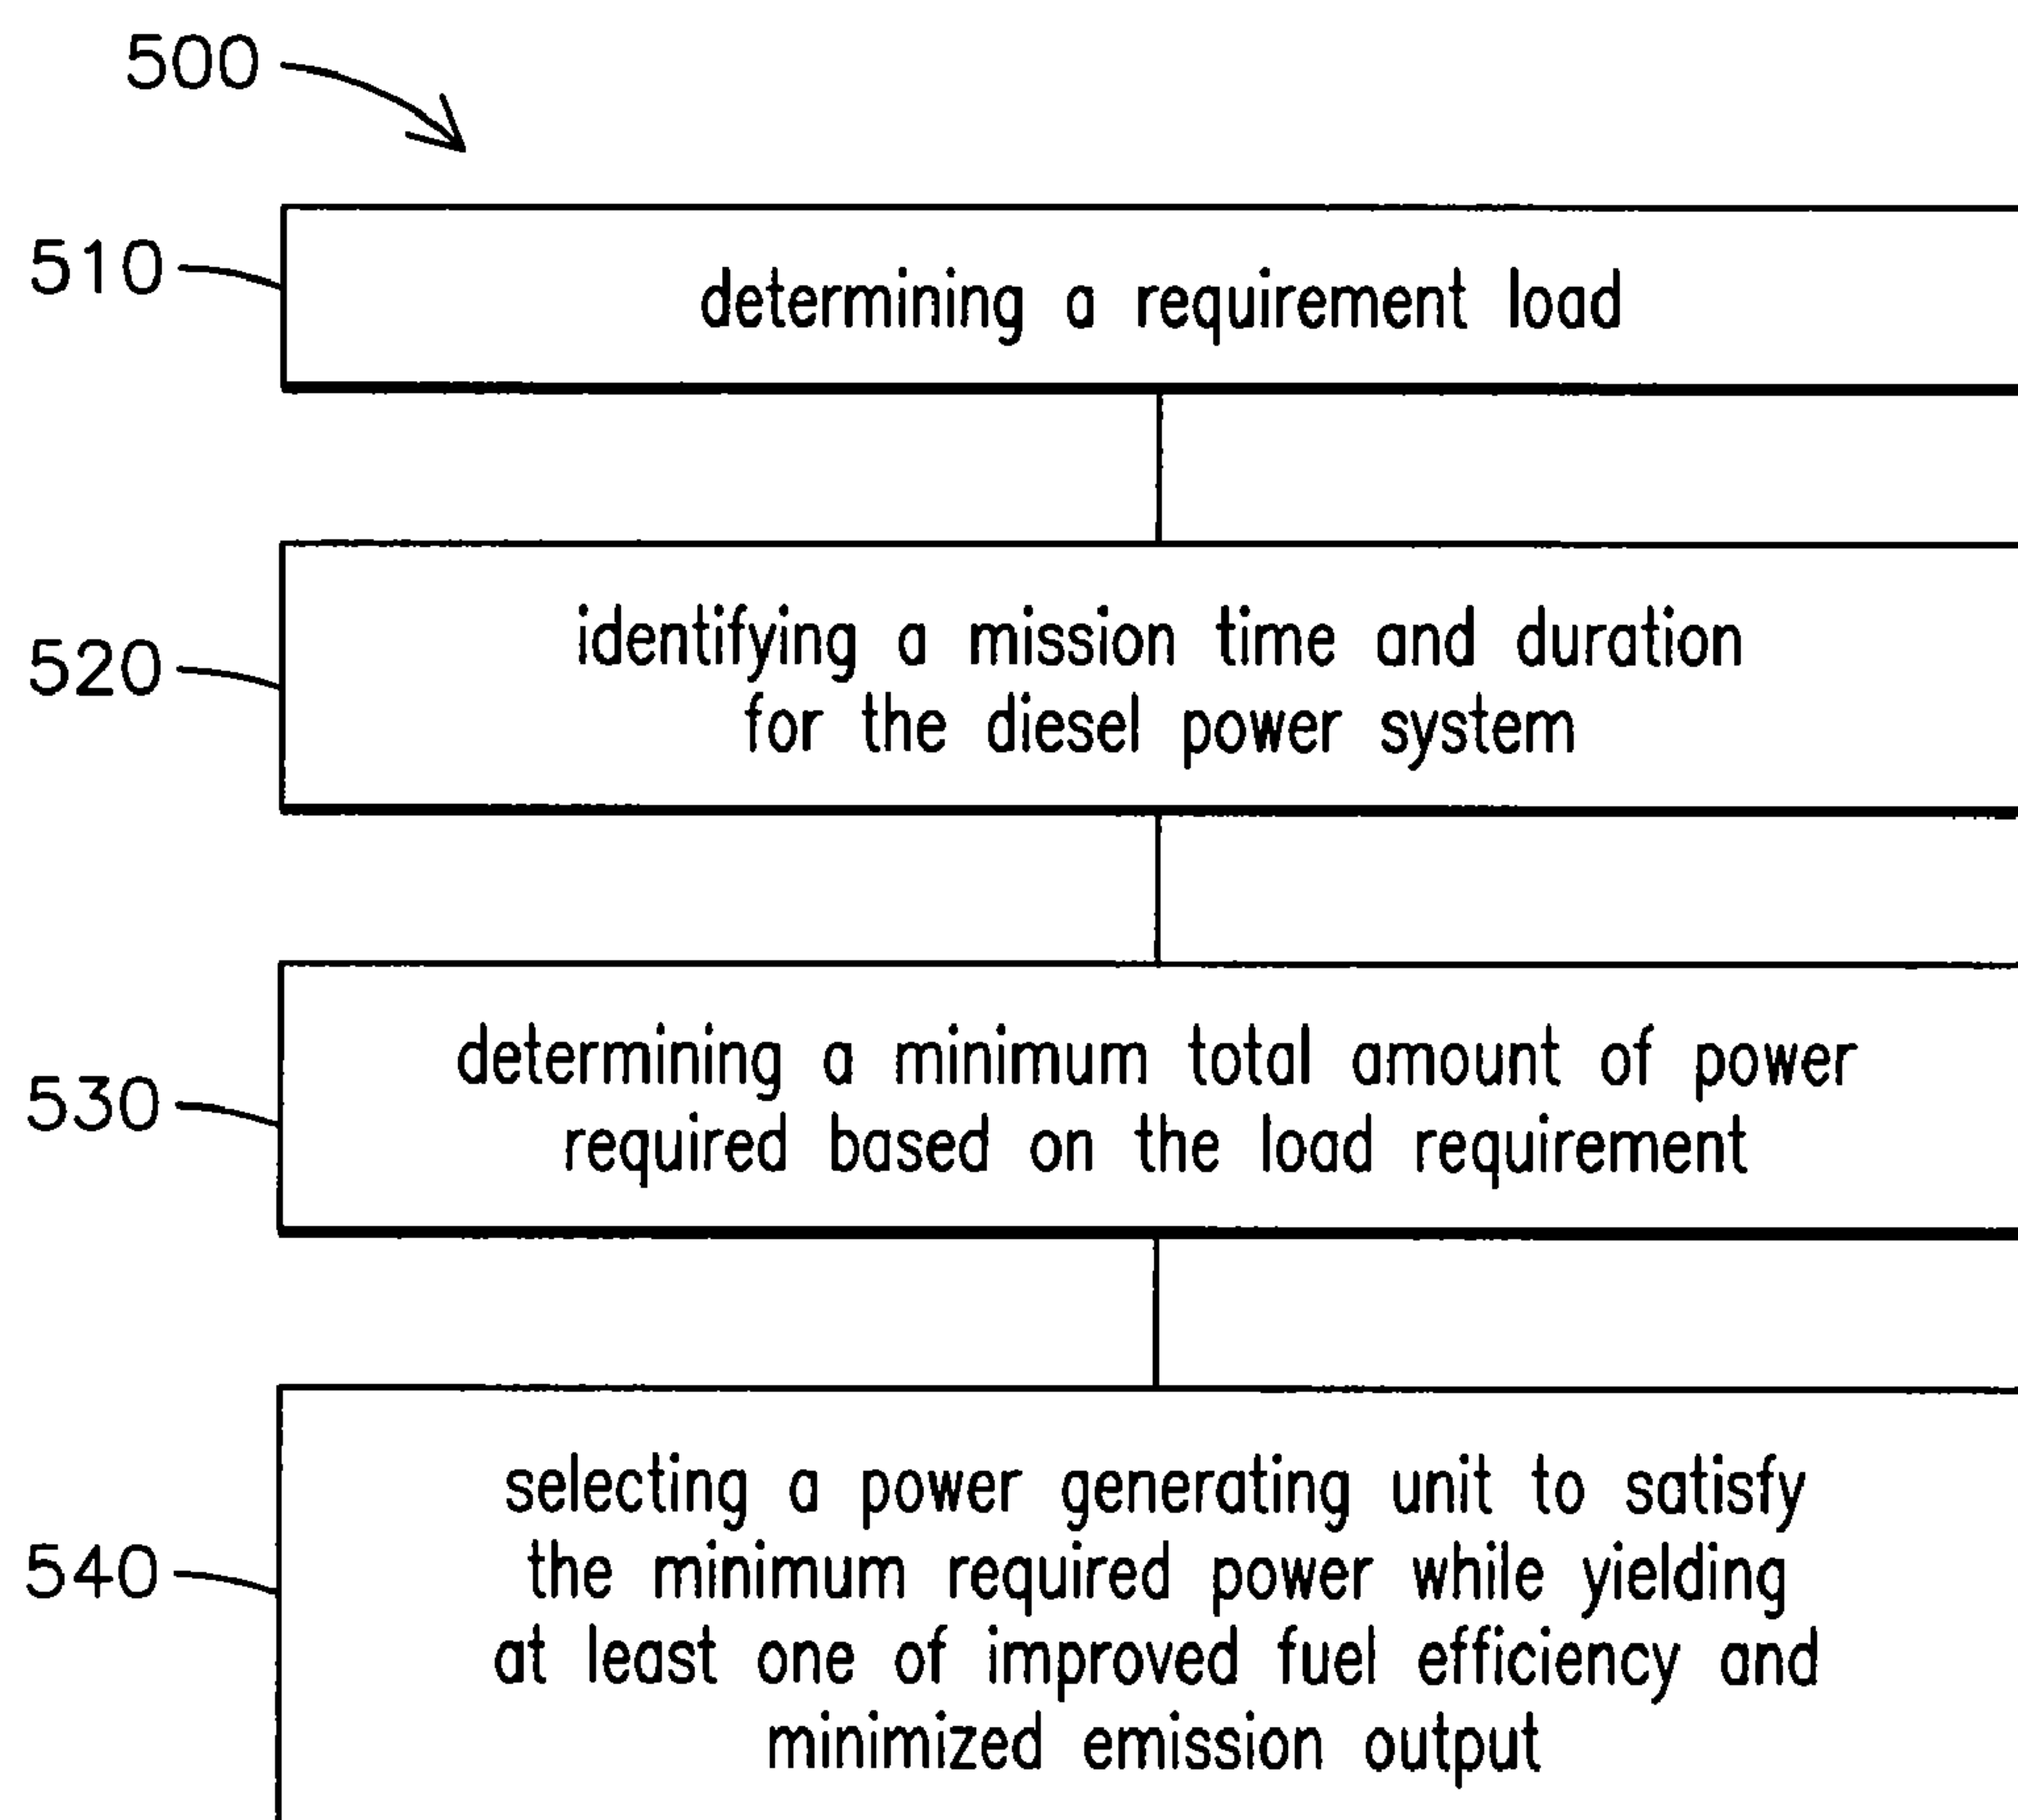 500
510
determining a requirement load
520
identifying a mission time and duration
for the diesel power system
530
determining a minimum total amount of power
required based on the load requirement
540
selecting a power generating unit to satisfy
the minimum required power while yielding
at least one of improved fuel efficiency and
minimized emission output